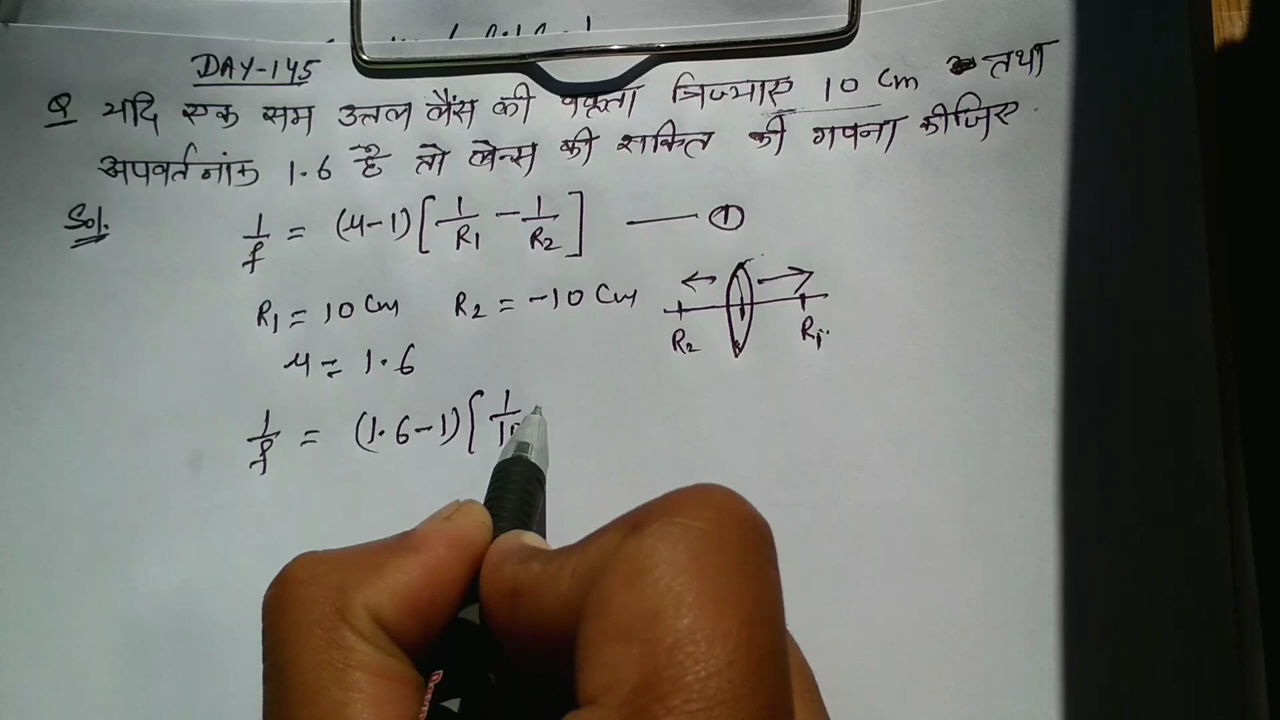 DAY-145
Q यदि एक सम उत्तल लैंस की वक्रता त्रिज्याए 10 cm तथा
अपवर्तनांक 1.6 है तो लेन्स की शक्ति की गणना कीजिए
Sol.
1/f = (μ-1)[1/R1 - 1/R2] —— ①
R1 = 10 Cm R2 = -10 Cm
R2 R1
μ = 1.6
1/f = (1.6-1)[1/10